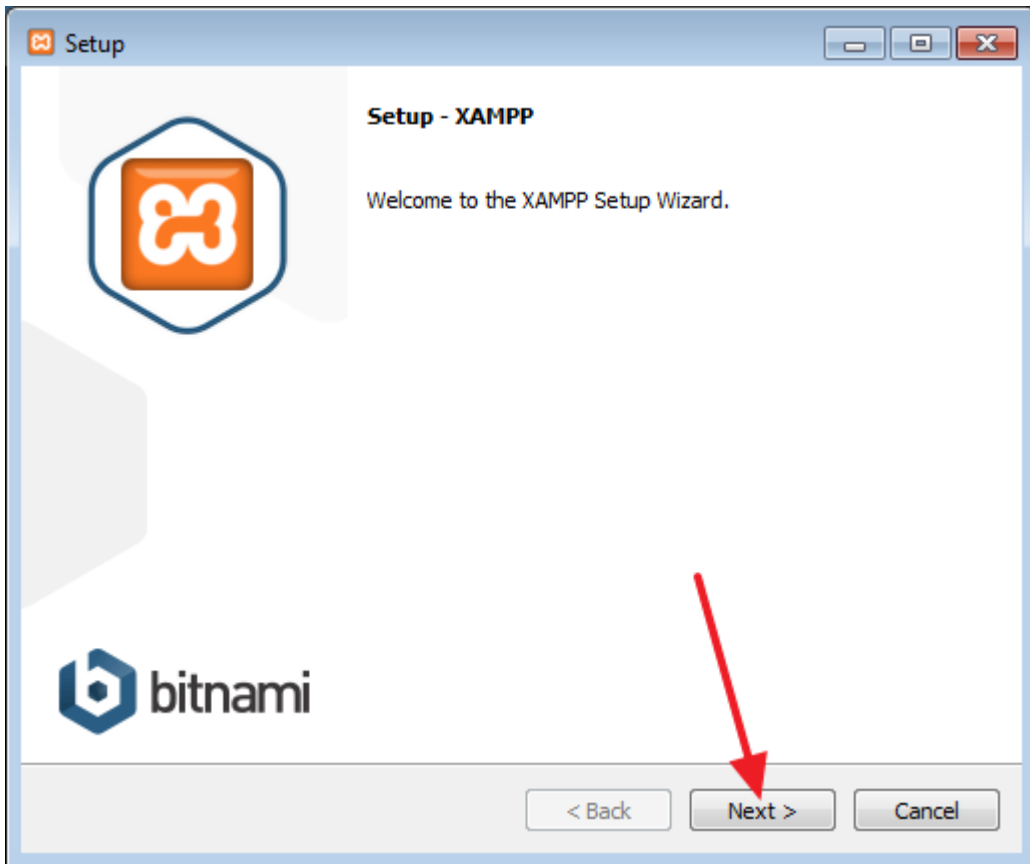 Setup
Setup - XAMPP
Welcome to the XAMPP Setup Wizard.
bitnami
< Back
Next >
Cancel